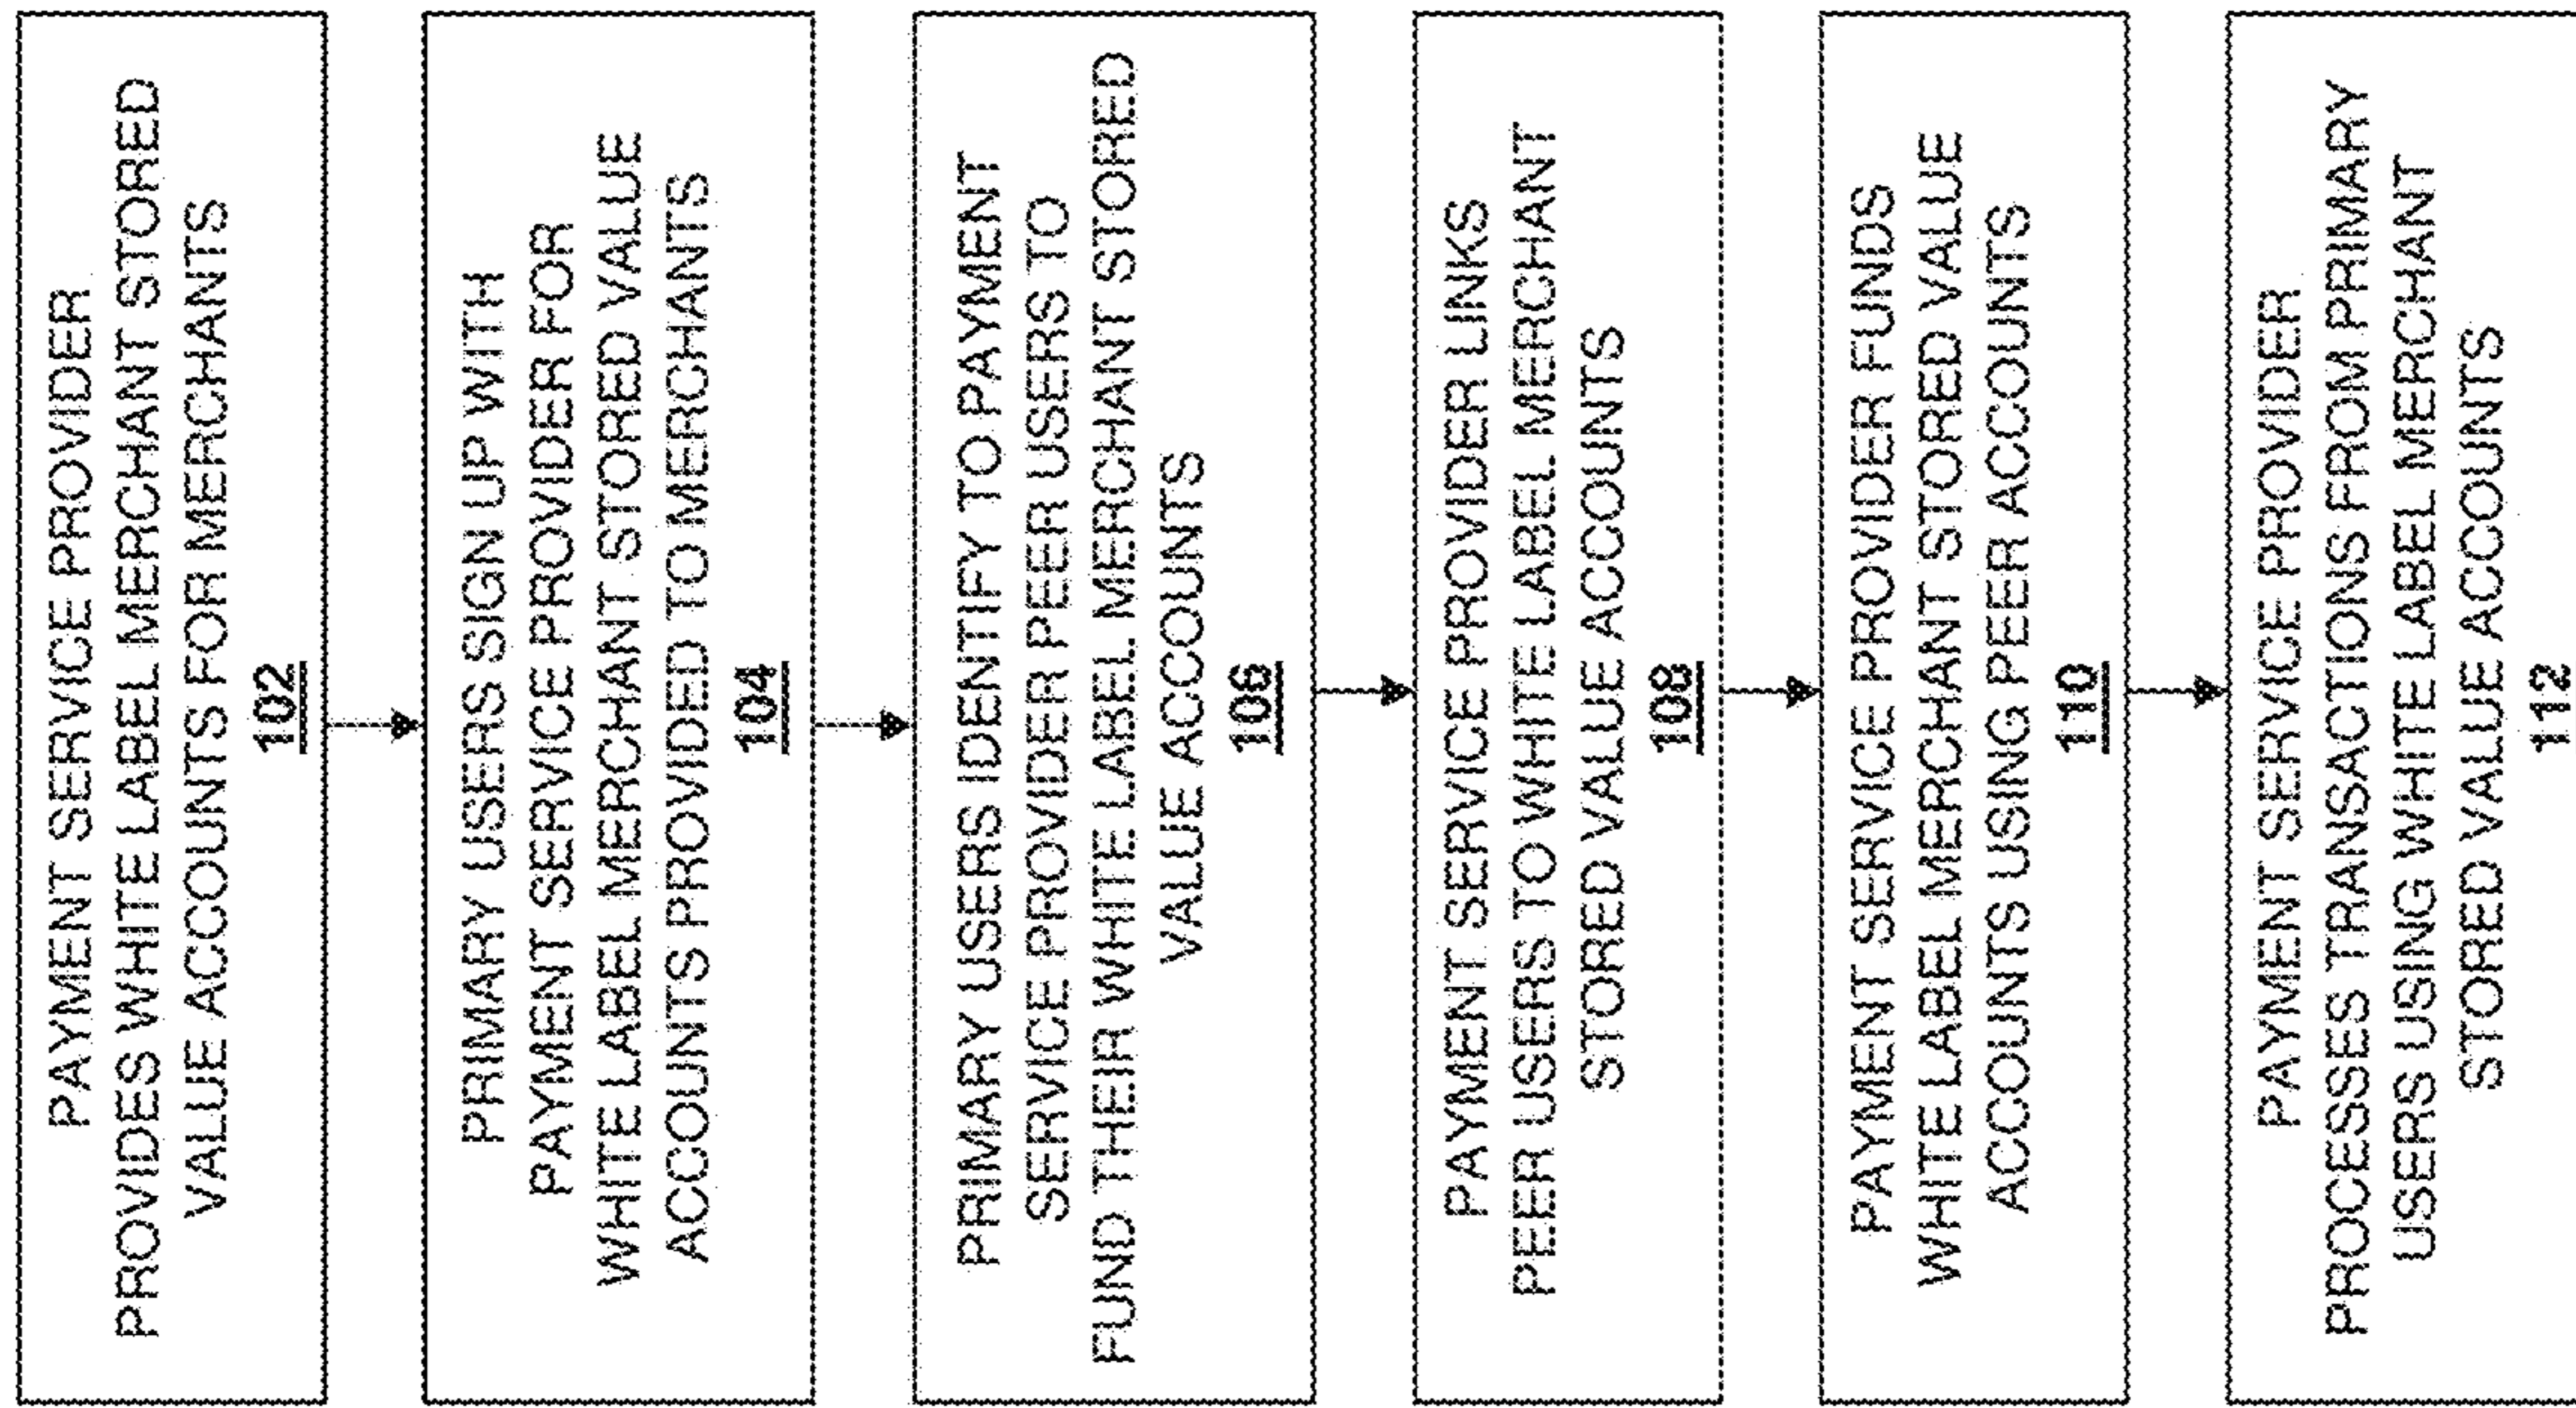 PAYMENT SERVICE PROVIDER
PROVIDES WHITE LABEL MERCHANT STORED
VALUE ACCOUNTS FOR MERCHANTS
102
PRIMARY USERS SIGN UP WITH
PAYMENT SERVICE PROVIDER FOR
WHITE LABEL MERCHANT STORED VALUE
ACCOUNTS PROVIDED TO MERCHANTS
104
PRIMARY USERS IDENTIFY TO PAYMENT
SERVICE PROVIDER PEER USERS TO
FUND THEIR WHITE LABEL MERCHANT STORED
VALUE ACCOUNTS
106
PAYMENT SERVICE PROVIDER LINKS
PEER USERS TO WHITE LABEL MERCHANT
STORED VALUE ACCOUNTS
108
PAYMENT SERVICE PROVIDER FUNDS
WHITE LABEL MERCHANT STORED VALUE
ACCOUNTS USING PEER ACCOUNTS
110
PAYMENT SERVICE PROVIDER
PROCESSES TRANSACTIONS FROM PRIMARY
USERS USING WHITE LABEL MERCHANT
STORED VALUE ACCOUNTS
112